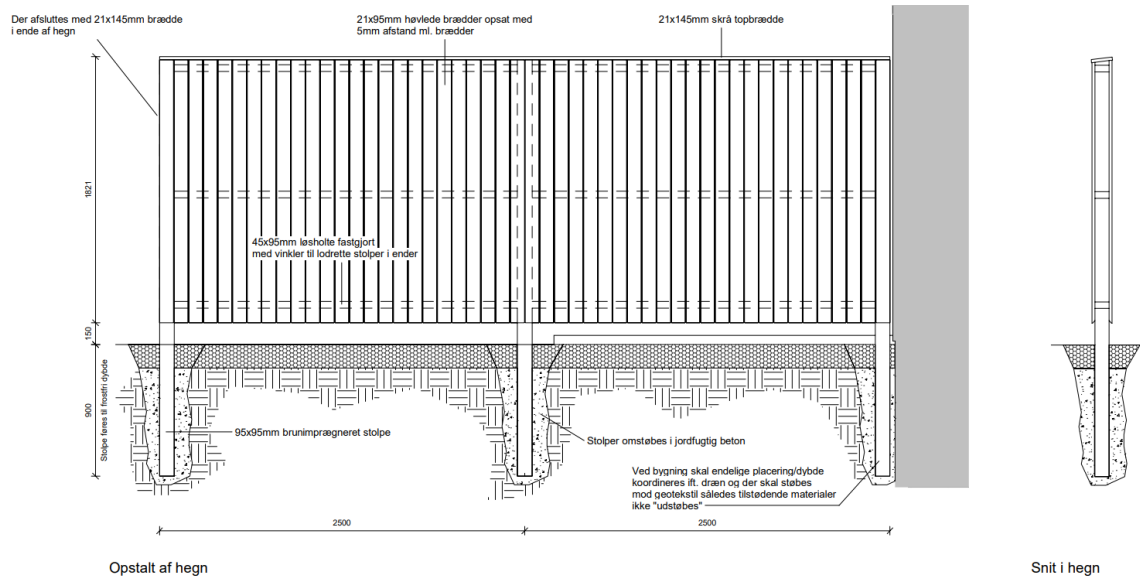 Der afsluttes med 21x145mm brædde
i ende af hegn
21x95mm høvlede brædder opsat med
5mm afstand ml. brædder
21x145mm skrå topbrædde
1821
45x95mm løsholte fastgjort
med vinkler til lodrette stolper i ender
150
900
Stolpe føres til frostfri dybde
95x95mm brunimprægneret stolpe
Stolper omstøbes i jordfugtig beton
Ved bygning skal endelige placering/dybde
koordineres ift. dræn og der skal støbes
mod geotekstil således tilstødende materialer
ikke "udstøbes"
2500
2500
Opstalt af hegn
Snit i hegn